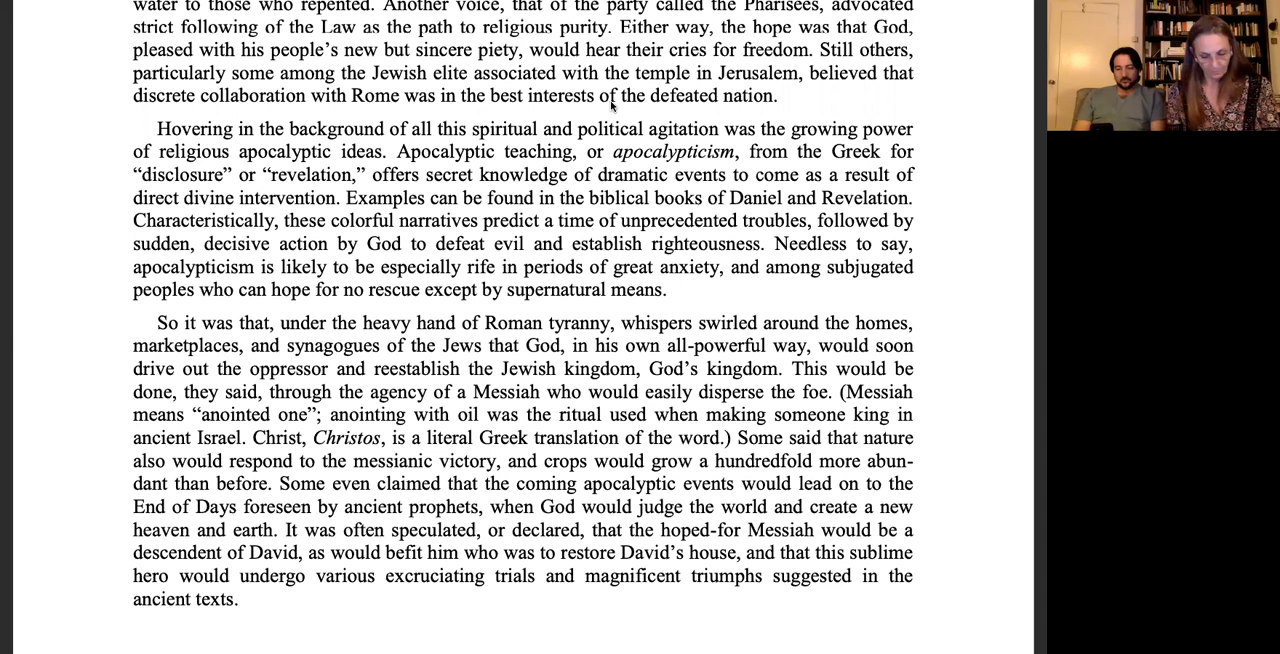 water to those who repented. Another voice, that of the party called the Pharisees, advocated
strict following of the Law as the path to religious purity. Either way, the hope was that God,
pleased with his people’s new but sincere piety, would hear their cries for freedom. Still others,
particularly some among the Jewish elite associated with the temple in Jerusalem, believed that
discrete collaboration with Rome was in the best interests of the defeated nation.
Hovering in the background of all this spiritual and political agitation was the growing power
of religious apocalyptic ideas. Apocalyptic teaching, or apocalypticism, from the Greek for
“disclosure” or “revelation,” offers secret knowledge of dramatic events to come as a result of
direct divine intervention. Examples can be found in the biblical books of Daniel and Revelation.
Characteristically, these colorful narratives predict a time of unprecedented troubles, followed by
sudden, decisive action by God to defeat evil and establish righteousness. Needless to say,
apocalypticism is likely to be especially rife in periods of great anxiety, and among subjugated
peoples who can hope for no rescue except by supernatural means.
So it was that, under the heavy hand of Roman tyranny, whispers swirled around the homes,
marketplaces, and synagogues of the Jews that God, in his own all-powerful way, would soon
drive out the oppressor and reestablish the Jewish kingdom, God’s kingdom. This would be
done, they said, through the agency of a Messiah who would easily disperse the foe. (Messiah
means “anointed one”; anointing with oil was the ritual used when making someone king in
ancient Israel. Christ, Christos, is a literal Greek translation of the word.) Some said that nature
also would respond to the messianic victory, and crops would grow a hundredfold more abun-
dant than before. Some even claimed that the coming apocalyptic events would lead on to the
End of Days foreseen by ancient prophets, when God would judge the world and create a new
heaven and earth. It was often speculated, or declared, that the hoped-for Messiah would be a
descendent of David, as would befit him who was to restore David’s house, and that this sublime
hero would undergo various excruciating trials and magnificent triumphs suggested in the
ancient texts.